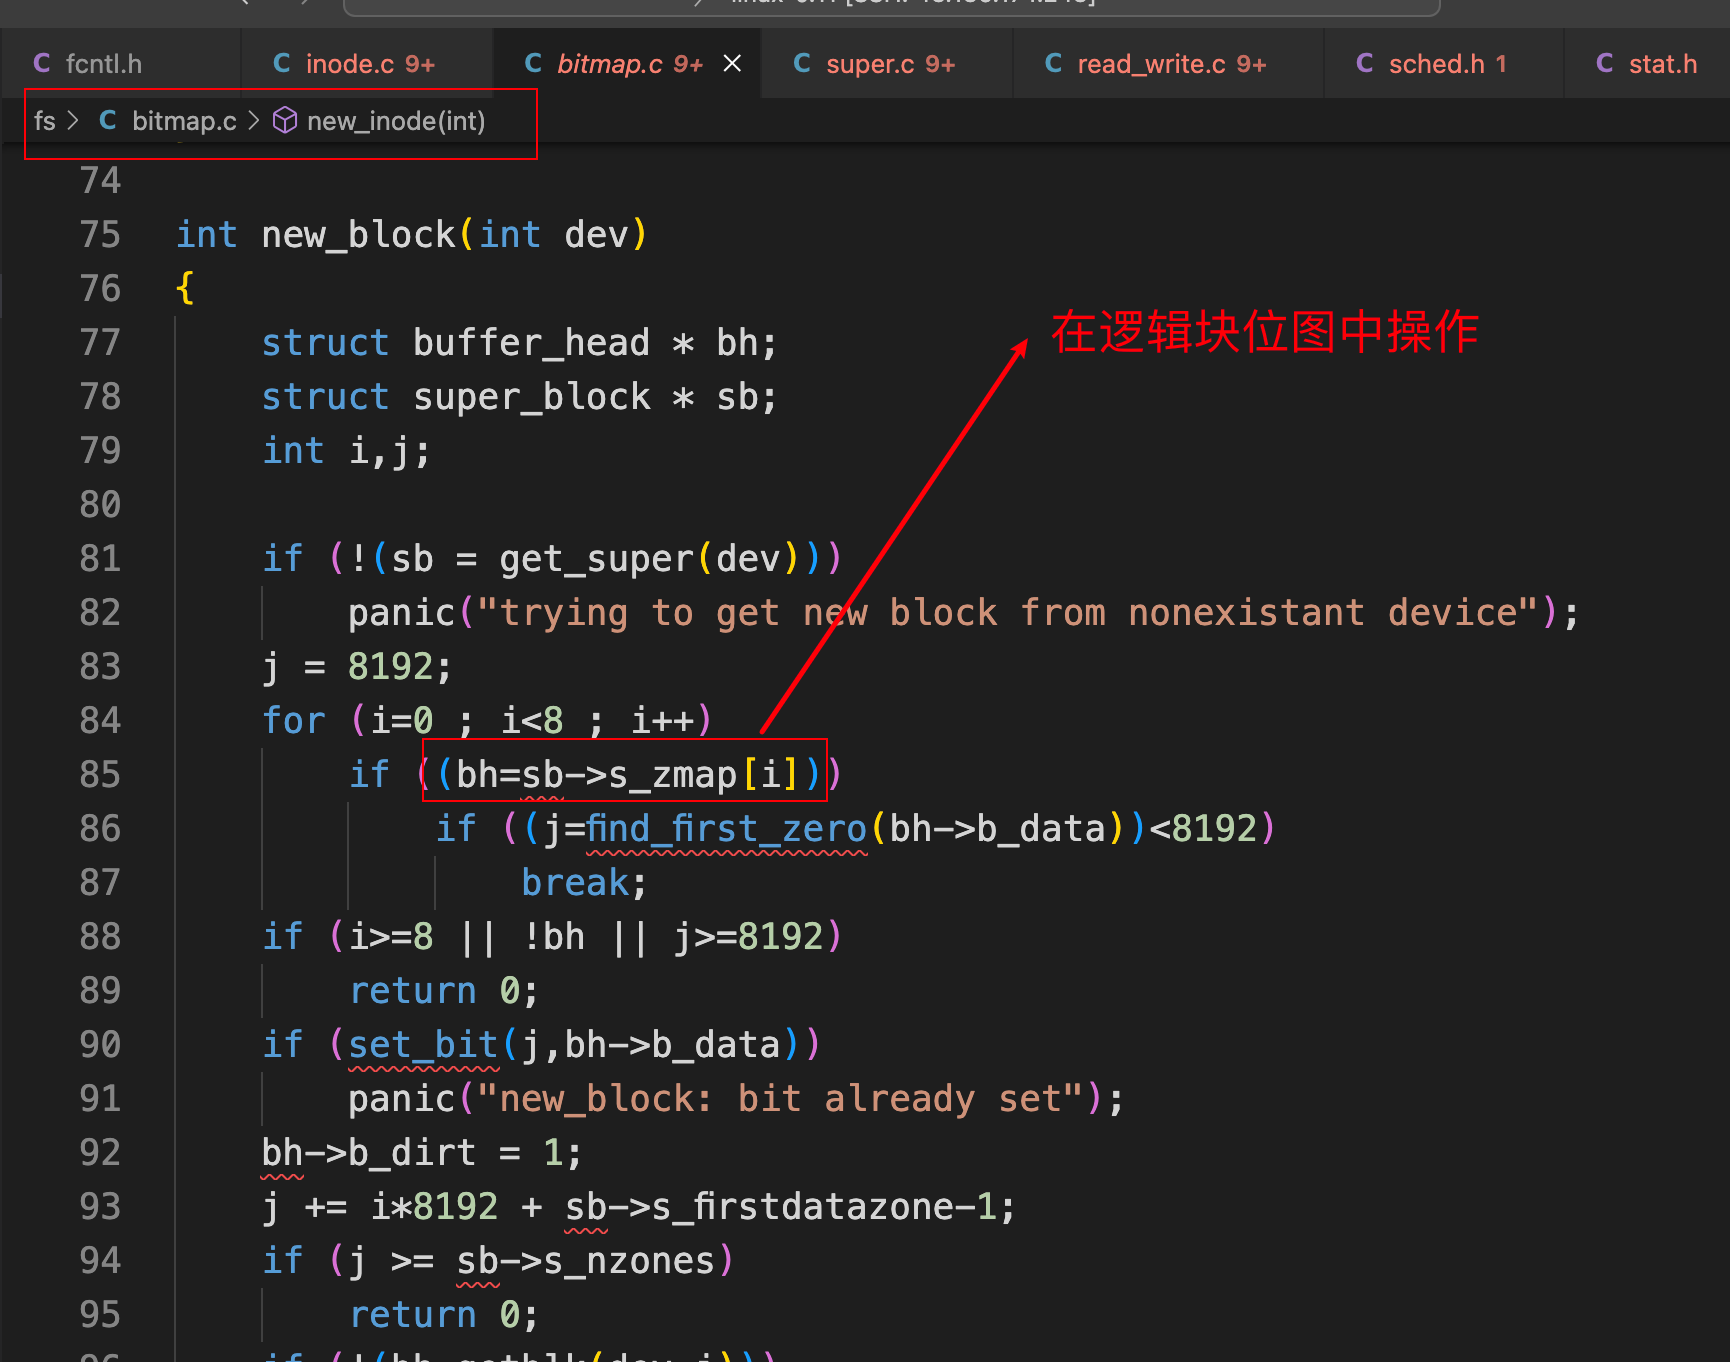 fcntl.h inode.c 9+ bitmap.c 9+ super.c 9+ read_write.c 9+ sched.h 1 stat.h
fs > bitmap.c > new_inode(int)
74
75 int new_block(int dev)
76 {
77 struct buffer_head * bh;
在逻辑块位图中操作
78 struct super_block * sb;
79 int i,j;
80
81 if (!(sb = get_super(dev)))
82 panic("trying to get new block from nonexistant device");
83 j = 8192;
84 for (i=0 ; i<8 ; i++)
85 if ((bh=sb->s_zmap[i]))
86 if ((j=find_first_zero(bh->b_data))<8192)
87 break;
88 if (i>=8 || !bh || j>=8192)
89 return 0;
90 if (set_bit(j,bh->b_data))
91 panic("new_block: bit already set");
92 bh->b_dirt = 1;
93 j += i*8192 + sb->s_firstdatazone-1;
94 if (j >= sb->s_nzones)
95 return 0;